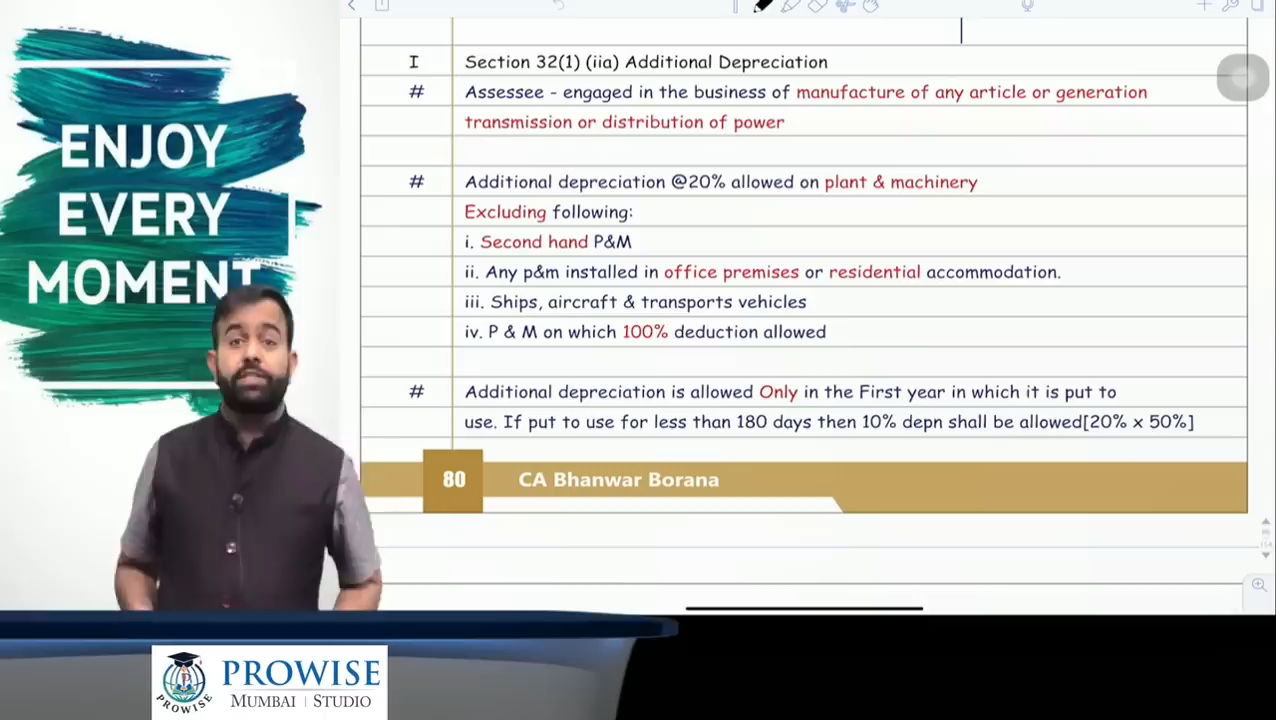 ENJOY
EVERY
MOMENT
I Section 32(1) (iia) Additional Depreciation
# Assessee - engaged in the business of manufacture of any article or generation
transmission or distribution of power
# Additional depreciation @20% allowed on plant & machinery
Excluding following:
i. Second hand P&M
ii. Any p&m installed in office premises or residential accommodation.
iii. Ships, aircraft & transports vehicles
iv. P & M on which 100% deduction allowed
# Additional depreciation is allowed Only in the First year in which it is put to
use. If put to use for less than 180 days then 10% depn shall be allowed[20% x 50%]
80 CA Bhanwar Borana
PROWISE
MUMBAI | STUDIO
PROWISE